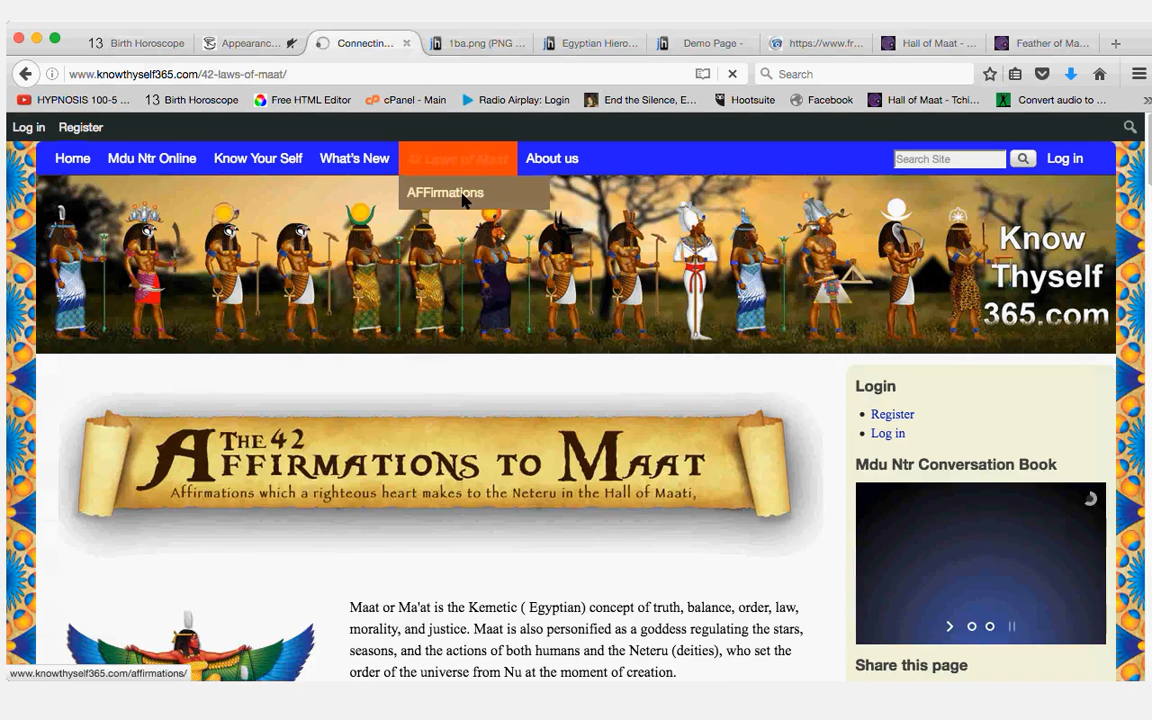 13 Birth Horoscope
Appearanc...
Connectin...
1ba.png (PNG ...
Egyptian Hiero...
Demo Page -
https://www.fr...
Hall of Maat - ...
Feather of Ma...
www.knowthyself365.com/42-laws-of-maat/
Search
HYPNOSIS 100-5 ...
13 Birth Horoscope
Free HTML Editor
cPanel - Main
Radio Airplay: Login
End the Silence, E...
Hootsuite
Facebook
Hall of Maat - Tchi...
Convert audio to ...
Log in
Register
Home
Mdu Ntr Online
Know Your Self
What's New
42 Laws of Maat
About us
Search Site
Log in
AFFirmations
Know
Thyself
365.com
The 42
Affirmations to Maat
Affirmations which a righteous heart makes to the Neteru in the Hall of Maati,
Login
Register
Log in
Mdu Ntr Conversation Book
Maat or Ma'at is the Kemetic ( Egyptian) concept of truth, balance, order, law,
morality, and justice. Maat is also personified as a goddess regulating the stars,
seasons, and the actions of both humans and the Neteru (deities), who set the
order of the universe from Nu at the moment of creation.
Share this page
www.knowthyself365.com/affirmations/